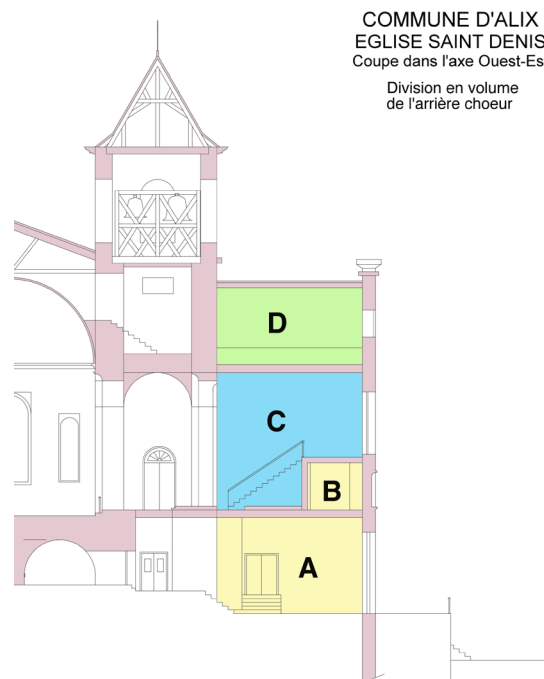 COMMUNE D'ALIX
EGLISE SAINT DENIS
Coupe dans l'axe Ouest-Es
Division en volume
de l'arrière choeur
D
C
B
A